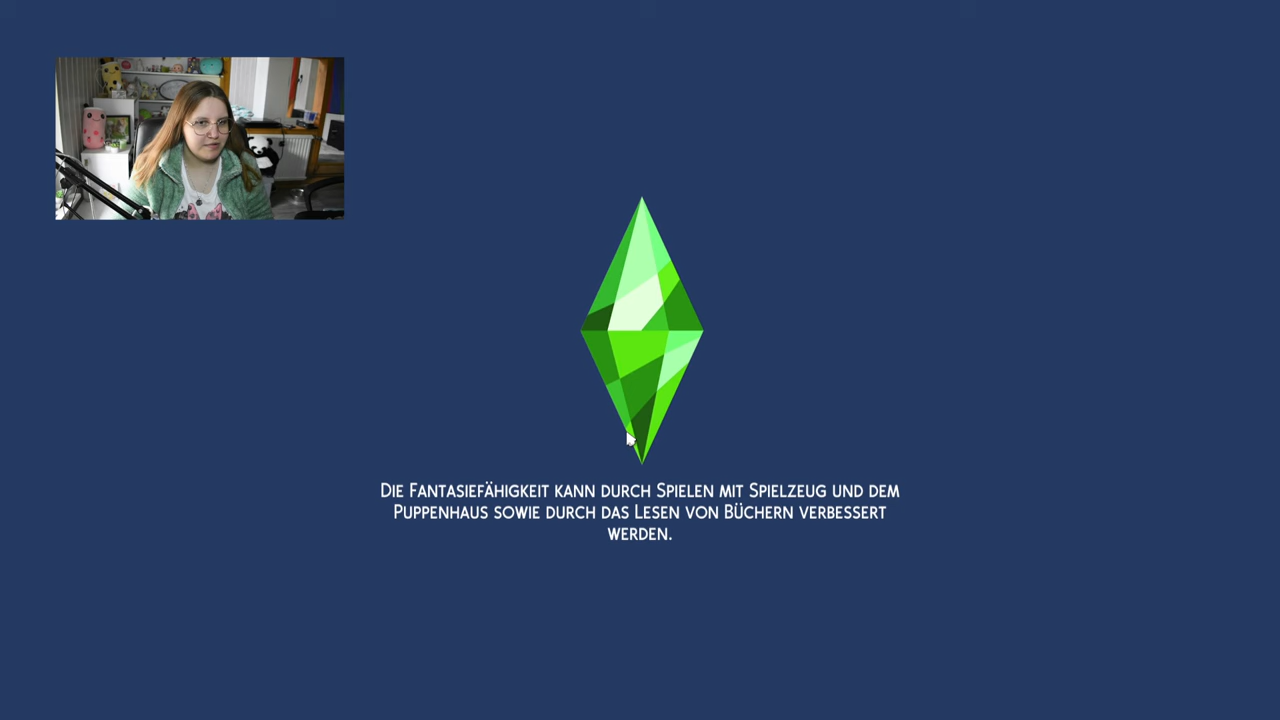 Die Fantasiefähigkeit kann durch Spielen mit Spielzeug und dem
Puppenhaus sowie durch das Lesen von Büchern verbessert
werden.